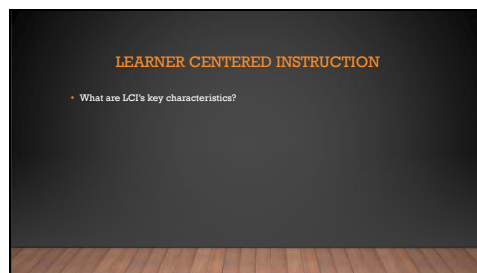 LEARNER CENTERED INSTRUCTION
• What are LCI's key characteristics?